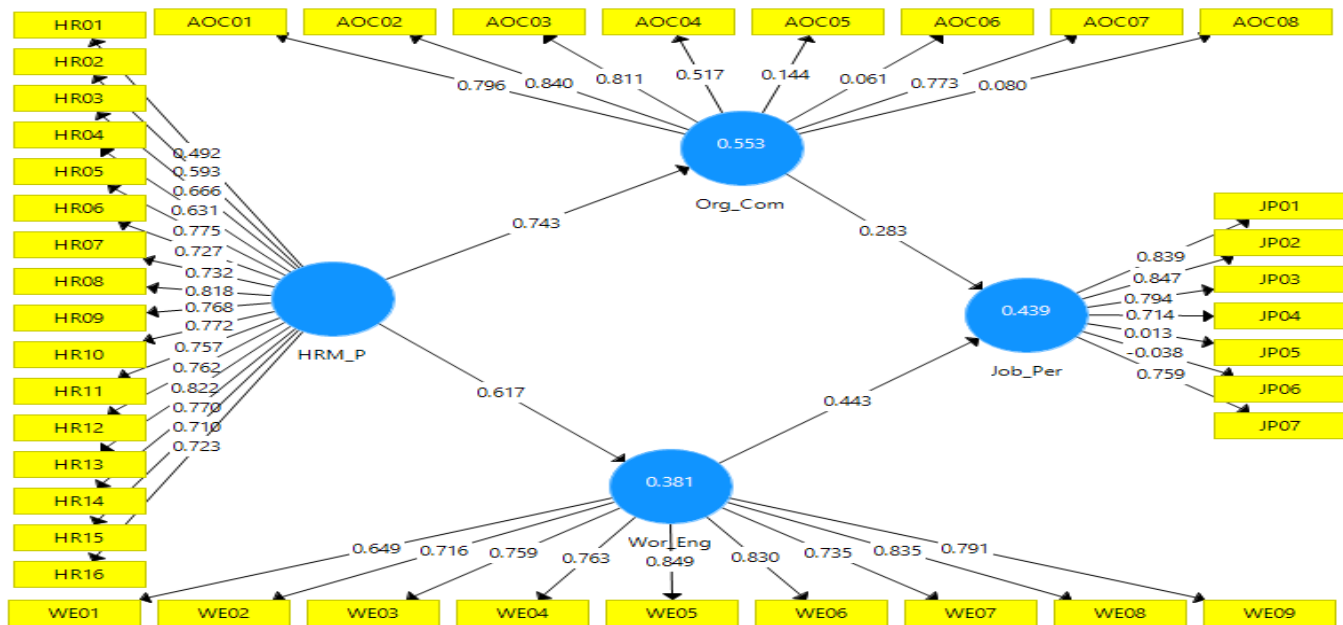 HR01
AOC01 AOC02 AOC03 AOC04 AOC05 AOC06 AOC07 AOC08
HR02
HR03
HR04
HR05
HR06
HR07
HR08
HR09
HR10
HR11
HR12
HR13
HR14
HR15
HR16
0.796 0.840 0.811 0.517 0.144 0.061 0.773 0.080
0.492
0.593
0.666
0.631
0.775
0.727
0.732
0.818
0.768
0.772
0.757
0.762
0.822
0.770
0.710
0.723
HRM_P
0.743
0.617
0.553
Org_Com
0.283
0.381
Wor_Eng
0.443
0.439
Job_Per
0.839
0.847
0.794
0.714
0.013
-0.038
0.759
JP01
JP02
JP03
JP04
JP05
JP06
JP07
0.649 0.716 0.759 0.763 0.849 0.830 0.735 0.835 0.791
WE01 WE02 WE03 WE04 WE05 WE06 WE07 WE08 WE09